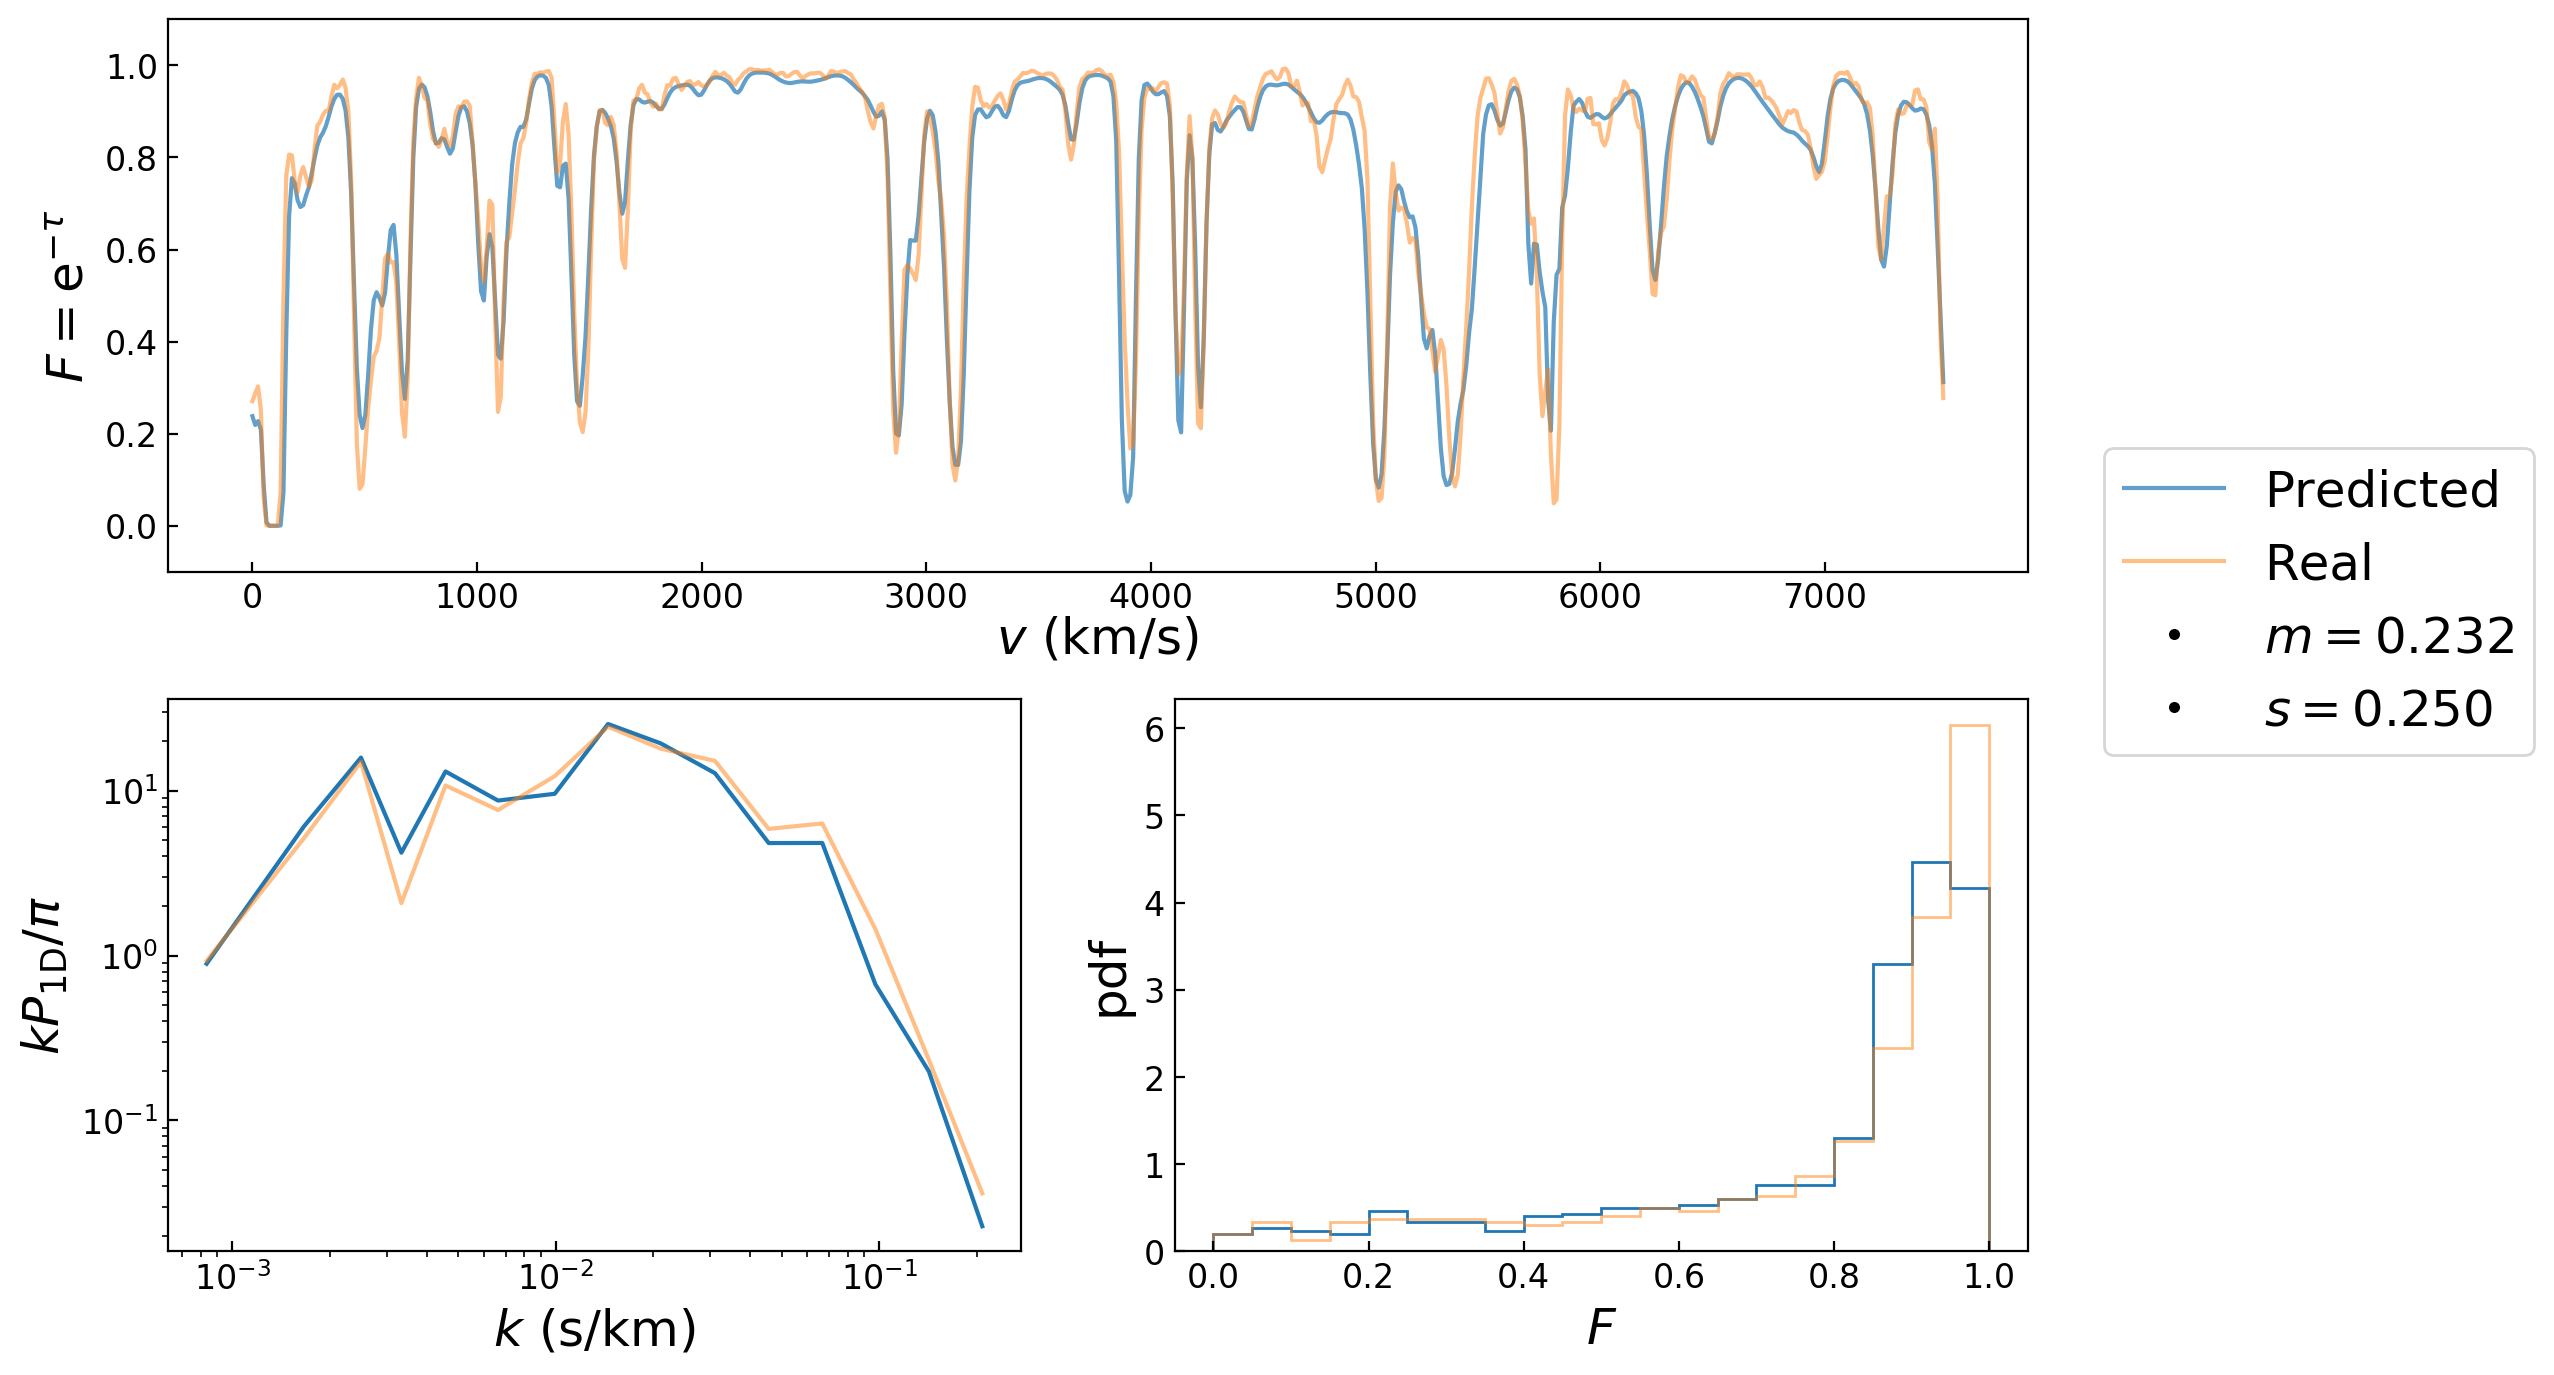 1.0
0.8
0.6
0.4
0.2
0.0
F = e^{−τ}
0 1000 2000 3000 4000 5000 6000 7000
v (km/s)
Predicted
Real
m = 0.232
s = 0.250
10^1
10^0
10^{−1}
kP_{1D}/π
10^{−3} 10^{−2} 10^{−1}
k (s/km)
6
5
4
3
2
1
0
pdf
0.0 0.2 0.4 0.6 0.8 1.0
F